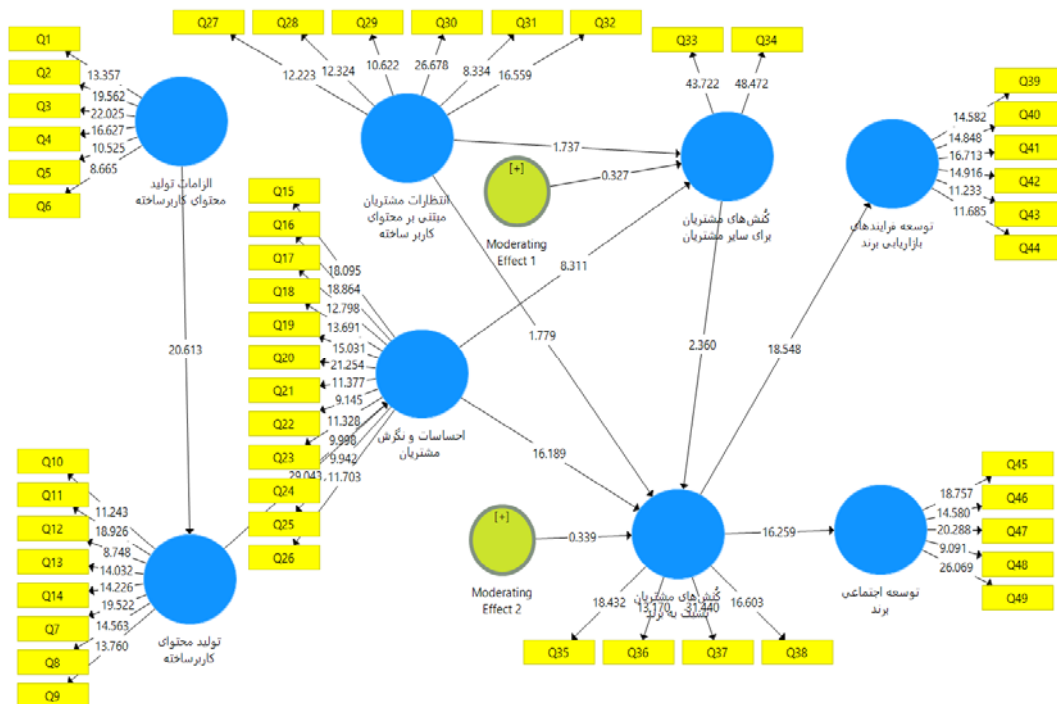 Q27
Q28
Q29
Q30
Q31
Q32
12.223
12.324
10.622
26.678
8.334
16.559
Q33
Q34
43.722
48.472
Q1
Q2
Q3
Q4
Q5
Q6
13.357
19.562
22.025
16.627
10.525
8.665
الزامات تولید
محتوای کاربرساخته
انتظارات مشتریان
مبتنی بر محتوای
کاربر ساخته
1.737
[+]
0.327
Moderating
Effect 1
کُنش‌های مشتریان
برای سایر مشتریان
Q39
Q40
Q41
Q42
Q43
Q44
14.582
14.848
16.713
14.916
11.233
11.685
توسعه فرایندهای
بازاریابی برند
Q15
Q16
Q17
Q18
Q19
Q20
Q21
Q22
Q23
Q24
Q25
Q26
18.095
18.864
12.798
13.691
15.031
21.254
11.377
9.145
11.328
9.998
9.942
11.703
29.043
احساسات و نگرش
مشتریان
20.613
8.311
1.779
2.360
18.548
16.189
Q10
Q11
Q12
Q13
Q14
Q7
Q8
Q9
11.243
18.926
8.748
14.032
14.226
19.522
14.563
13.760
تولید محتوای
کاربرساخته
[+]
0.339
Moderating
Effect 2
16.259
کُنش‌های مشتریان
نسبت به برند
18.432
13.170
31.440
16.603
Q35
Q36
Q37
Q38
Q45
Q46
Q47
Q48
Q49
18.757
14.580
20.288
9.091
26.069
توسعه اجتماعی
برند